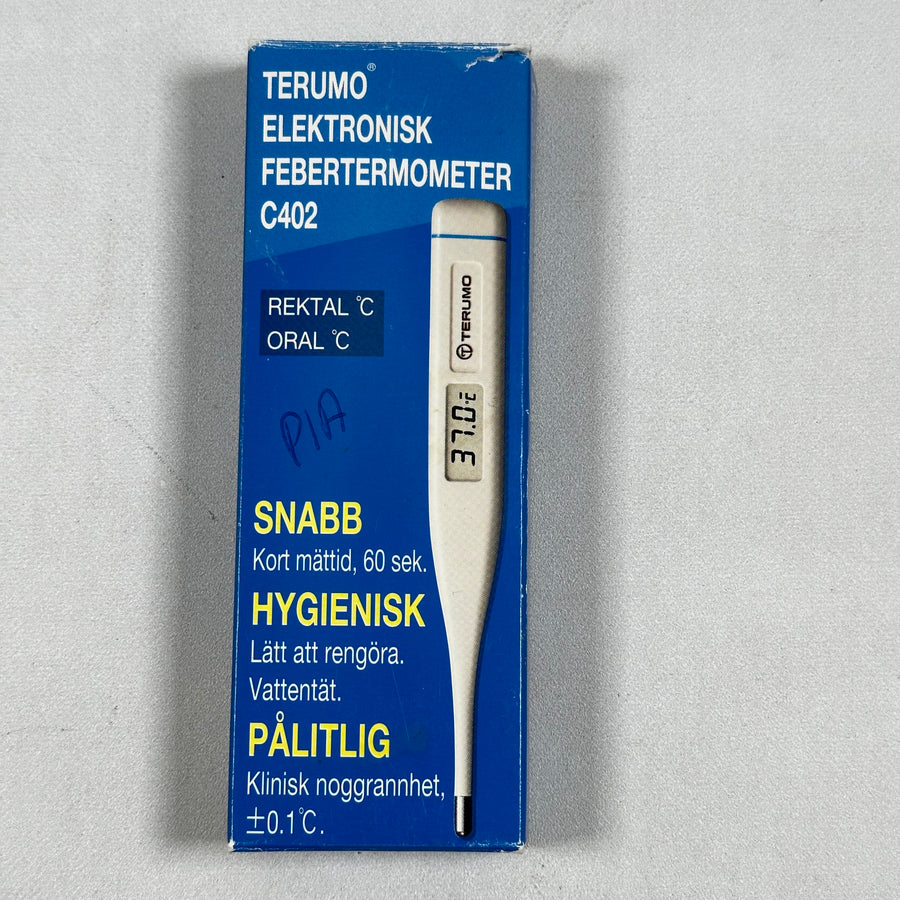 TERUMO®
ELEKTRONISK
FEBERTERMOMETER
C402
TERUMO
REKTAL °C
ORAL °C
37.0 °C
PIA
SNABB
Kort mättid, 60 sek.
HYGIENISK
Lätt att rengöra.
Vattentät.
PÅLITLIG
Klinisk noggrannhet,
±0.1°C.